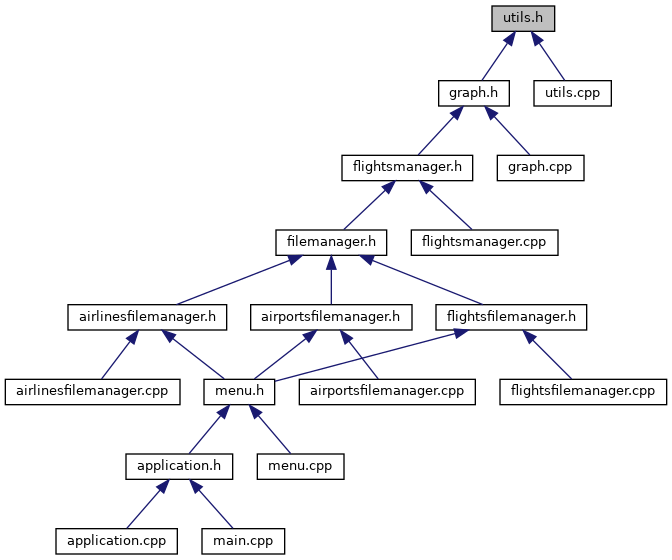 utils.h
graph.h
utils.cpp
flightsmanager.h
graph.cpp
filemanager.h
flightsmanager.cpp
airlinesfilemanager.h
airportsfilemanager.h
flightsfilemanager.h
airlinesfilemanager.cpp
menu.h
airportsfilemanager.cpp
flightsfilemanager.cpp
application.h
menu.cpp
application.cpp
main.cpp